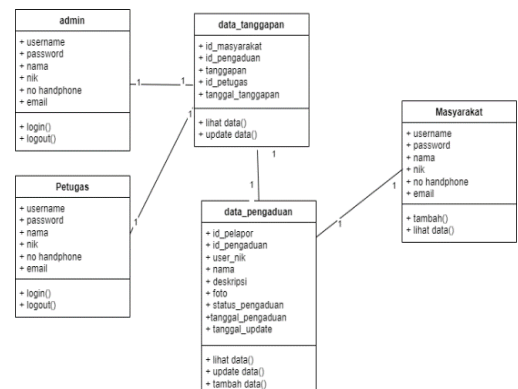 admin
+ username
+ password
+ nama
+ nik
+ no handphone
+ email
+ login()
+ logout()
data_tanggapan
+ id_masyarakat
+ id_pengaduan
+ tanggapan
+ id_petugas
+ tanggal_tanggapan
+ lihat data()
+ update data()
1
1
1
1
1
1
Petugas
+ username
+ password
+ nama
+ nik
+ no handphone
+ email
+ login()
+ logout()
data_pengaduan
+ id_pelapor
+ id_pengaduan
+ user_nik
+ nama
+ deskripsi
+ foto
+ status_pengaduan
+tanggal_pengaduan
+ tanggal_update
+ lihat data()
+ update data()
+ tambah data()
1
1
Masyarakat
+ username
+ password
+ nama
+ nik
+ no handphone
+ email
+ tambah()
+ lihat data()